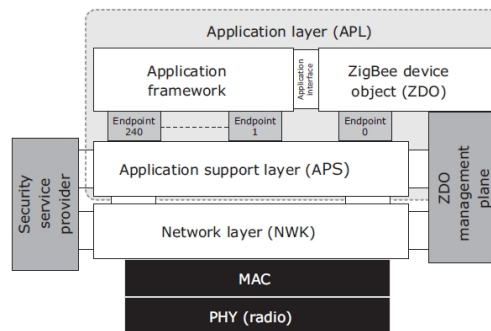 Application layer (APL)
Application
framework
Application
interface
ZigBee device
object (ZDO)
Endpoint
240
Endpoint
1
Endpoint
0
Security
service
provider
Application support layer (APS)
ZDO
management
plane
Network layer (NWK)
MAC
PHY (radio)